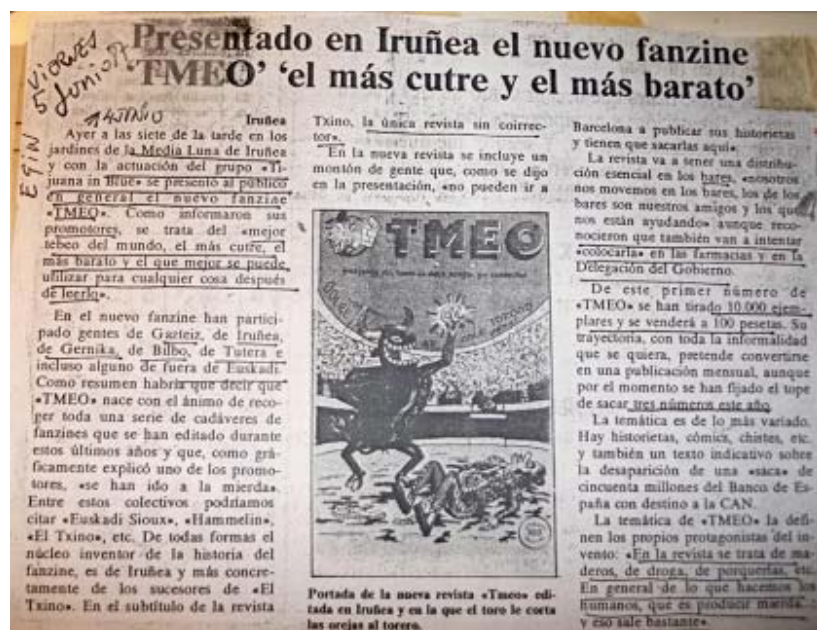 Presentado en Iruñea el nuevo fanzine
‘TMEO’ ‘el más cutre y el más barato’
VIERNES
5 Junio 87
EGIN
Iruñea
Ayer a las siete de la tarde en los
jardines de la Media Luna de Iruñea
y con la actuación del grupo «Ti-
juana in Blue» se presentó al público
en general el nuevo fanzine
«TMEO». Como informaron sus
promotores, se trata del «mejor
tebeo del mundo, el más cutre, el
más barato y el que mejor se puede
utilizar para cualquier cosa después
de leerlo».
En el nuevo fanzine han partici-
pado gentes de Gazteiz, de Iruñea,
de Gernika, de Bilbo, de Tutera e
incluso alguno de fuera de Euskadi.
Como resumen habría que decir que
«TMEO» nace con el ánimo de reco-
ger toda una serie de cadáveres de
fanzines que se han editado durante
estos últimos años y que, como grá-
ficamente explicó uno de los promo-
tores, «se han ido a la mierda».
Entre estos colectivos podríamos
citar «Euskadi Sioux», «Hammelin»,
«El Txino», etc. De todas formas el
núcleo inventor de la historia del
fanzine, es de Iruñea y más concre-
tamente de los sucesores de «El
Txino». En el subtítulo de la revista
Txino, la única revista sin coirrec-
tor».
En la nueva revista se incluye un
montón de gente que, como se dijo
en la presentación, «no pueden ir a
TMEO
Portada de la nueva revista «Tmeo» edi-
tada en Iruñea y en la que el toro le corta
las orejas al torero.
Barcelona a publicar sus historietas
y tienen que sacarlas aquí».
La revista va a tener una distribu-
ción esencial en los bares, «nosotros
nos movemos en los bares, los de los
bares son nuestros amigos y los que
nos están ayudando» aunque reco-
nocieron que también van a intentar
«colocarla» en las farmacias y en la
Delegación del Gobierno.
De este primer número de
«TMEO» se han tirado 10.000 ejem-
plares y se venderá a 100 pesetas. Su
trayectoria, con toda la informalidad
que se quiera, pretende convertirse
en una publicación mensual, aunque
por el momento se han fijado el tope
de sacar tres números este año.
La temática es de lo más variado.
Hay historietas, cómics, chistes, etc.
y también un texto indicativo sobre
la desaparición de una «saca» de
cincuenta millones del Banco de Es-
paña con destino a la CAN.
La temática de «TMEO» la defi-
nen los propios protagonistas del in-
vento: «En la revista se trata de ma-
deros, de droga, de porquerías, etc.
En general de lo que hacemos los
humanos, que es producir mierda
y eso sale bastante».